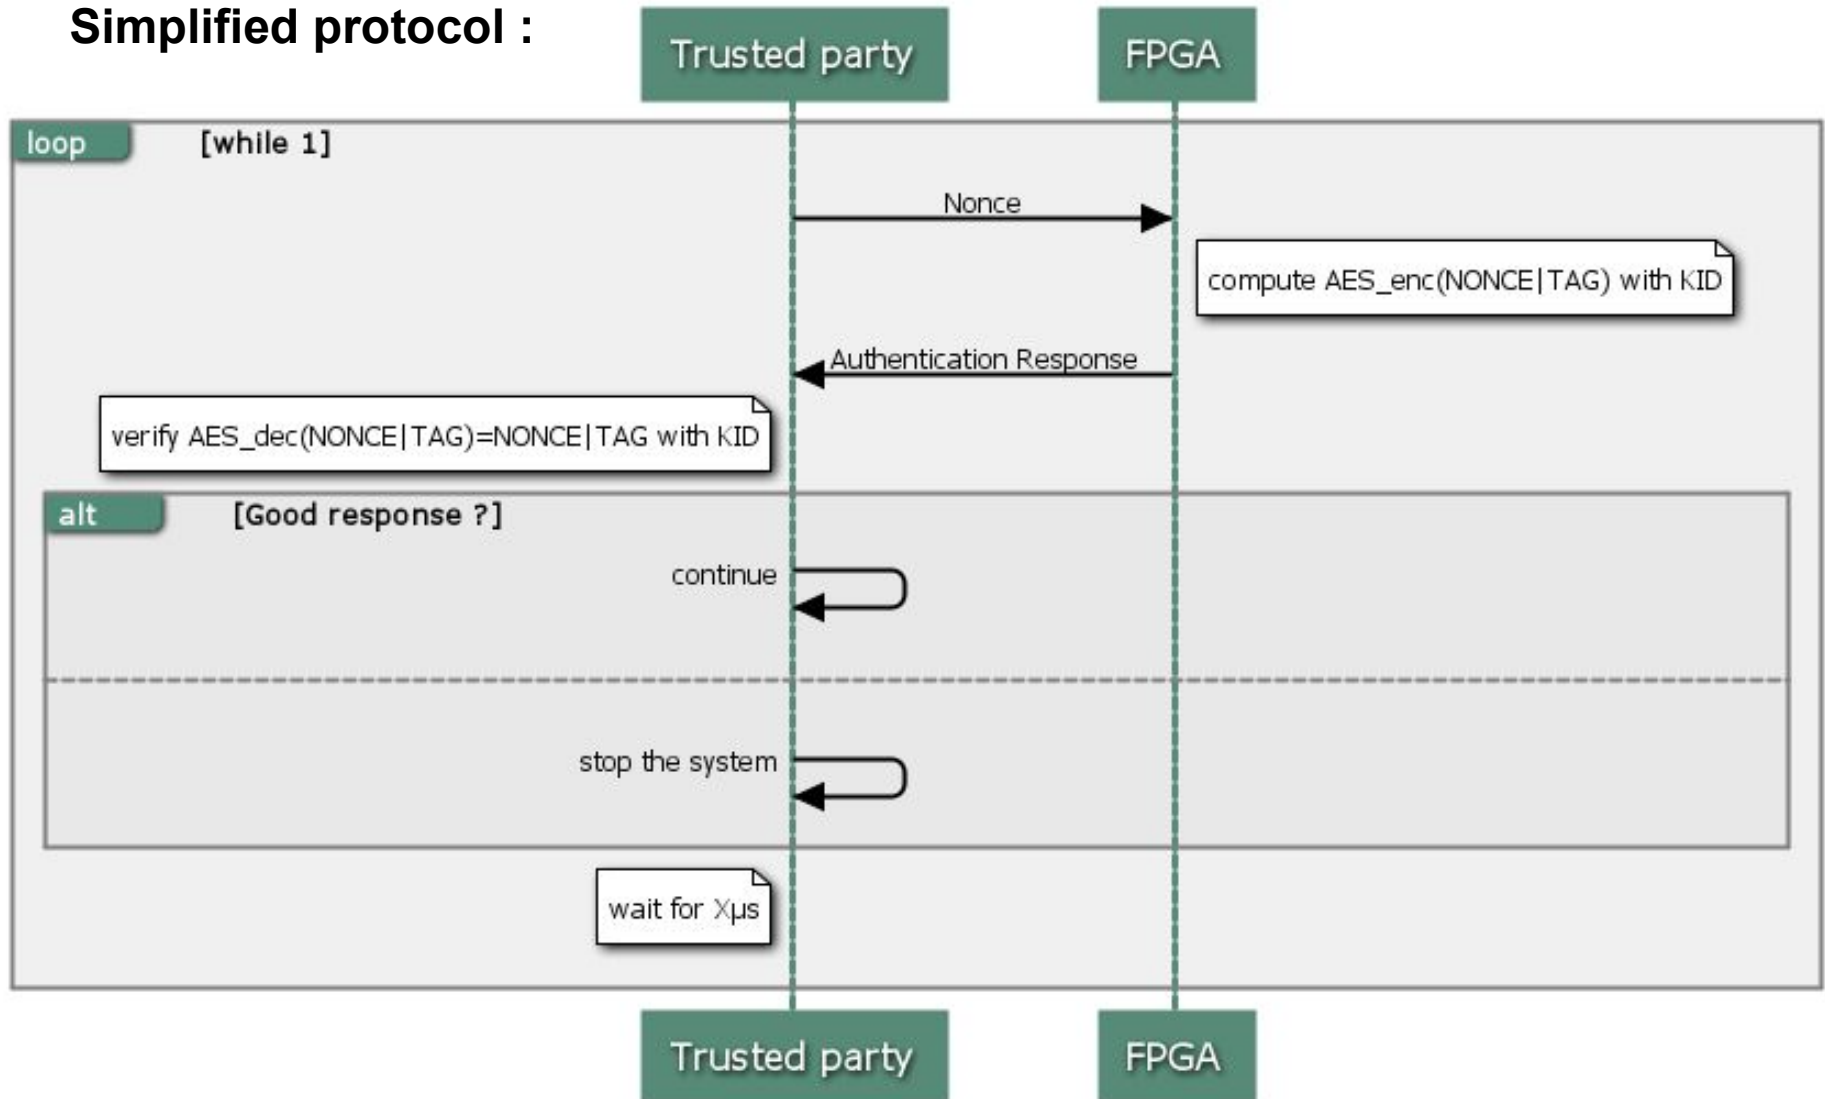 Simplified protocol :
Trusted party
FPGA
loop
[while 1]
Nonce
compute AES_enc(NONCE|TAG) with KID
Authentication Response
verify AES_dec(NONCE|TAG)=NONCE|TAG with KID
alt
[Good response ?]
continue
stop the system
wait for Xµs
Trusted party
FPGA